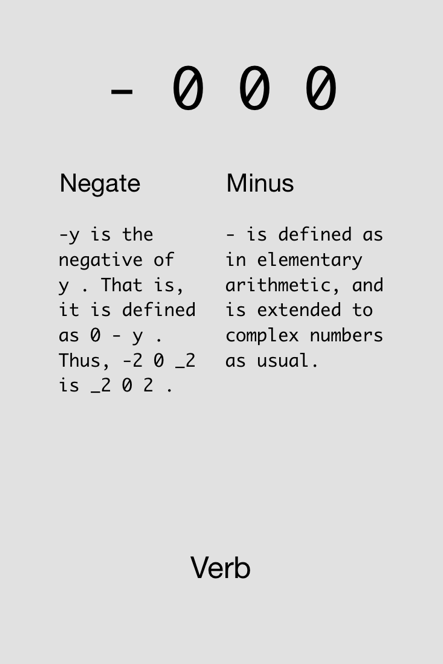 - 0 0 0
Negate
-y is the
negative of
y . That is,
it is defined
as 0 - y .
Thus, -2 0 _2
is _2 0 2 .
Minus
- is defined as
in elementary
arithmetic, and
is extended to
complex numbers
as usual.
Verb